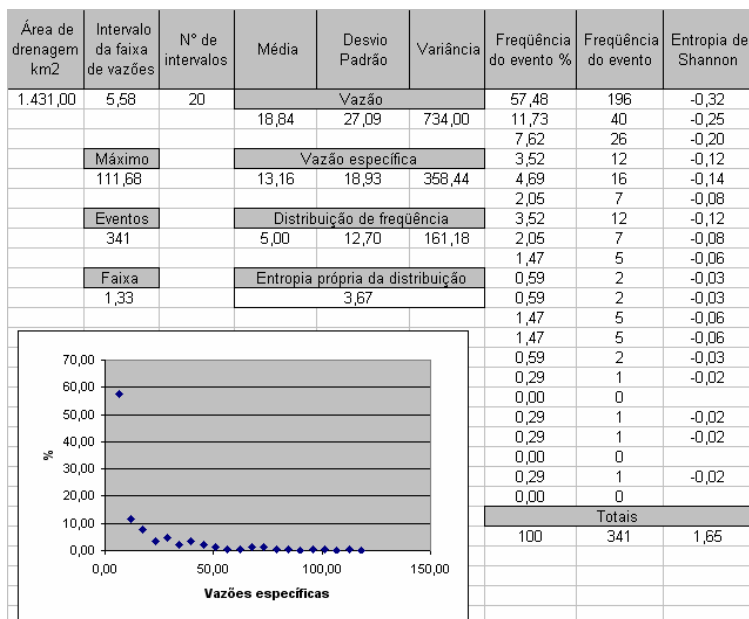 Área de drenagem km2 Intervalo da faixa de vazões N° de intervalos Média Desvio Padrão Variância Freqüência do evento % Freqüência do evento Entropia de Shannon
1.431,00 5,58 20 Vazão 57,48 196 -0,32
18,84 27,09 734,00 11,73 40 -0,25
7,62 26 -0,20
Máximo Vazão específica 3,52 12 -0,12
111,68 13,16 18,93 358,44 4,69 16 -0,14
2,05 7 -0,08
Eventos Distribuição de freqüência 3,52 12 -0,12
341 5,00 12,70 161,18 2,05 7 -0,08
1,47 5 -0,06
Faixa Entropia própria da distribuição 0,59 2 -0,03
1,33 3,67 0,59 2 -0,03
1,47 5 -0,06
1,47 5 -0,06
0,59 2 -0,03
0,29 1 -0,02
0,00 0
0,29 1 -0,02
0,29 1 -0,02
0,00 0
0,29 1 -0,02
0,00 0
Totais
100 341 1,65
70,00
60,00
50,00
40,00
30,00
20,00
10,00
0,00
%
0,00 50,00 100,00 150,00
Vazões específicas